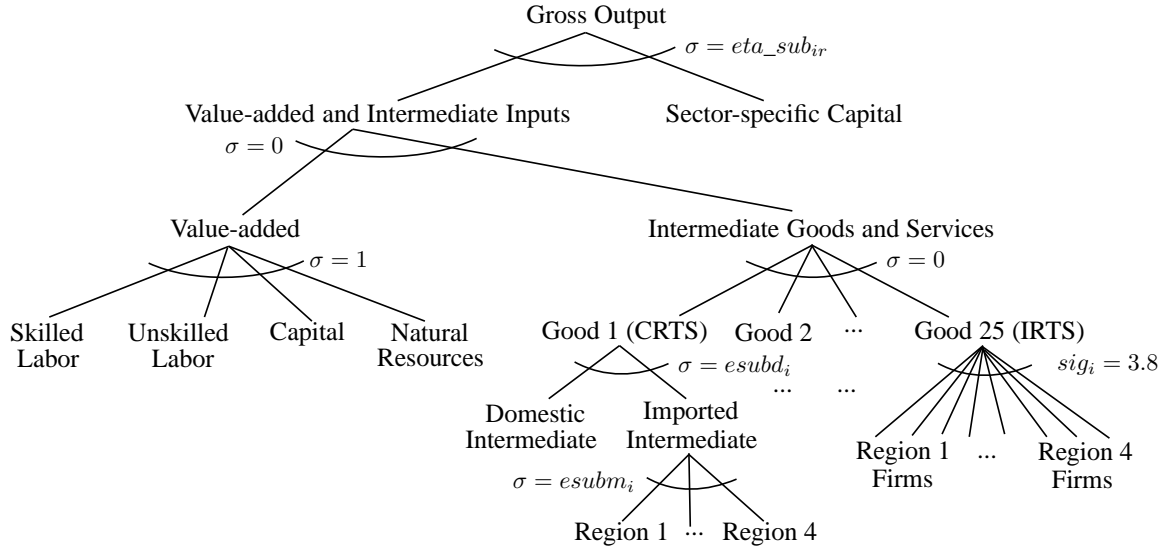 Gross Output
σ = eta_sub_{ir}
Value-added and Intermediate Inputs
Sector-specific Capital
σ = 0
Value-added
Intermediate Goods and Services
σ = 1
σ = 0
Skilled
Labor
Unskilled
Labor
Capital
Natural
Resources
Good 1 (CRTS)
Good 2
...
Good 25 (IRTS)
σ = esubd_i
...
...
sig_i = 3.8
Domestic
Intermediate
Imported
Intermediate
Region 1
Firms
...
Region 4
Firms
σ = esubm_i
Region 1
...
Region 4